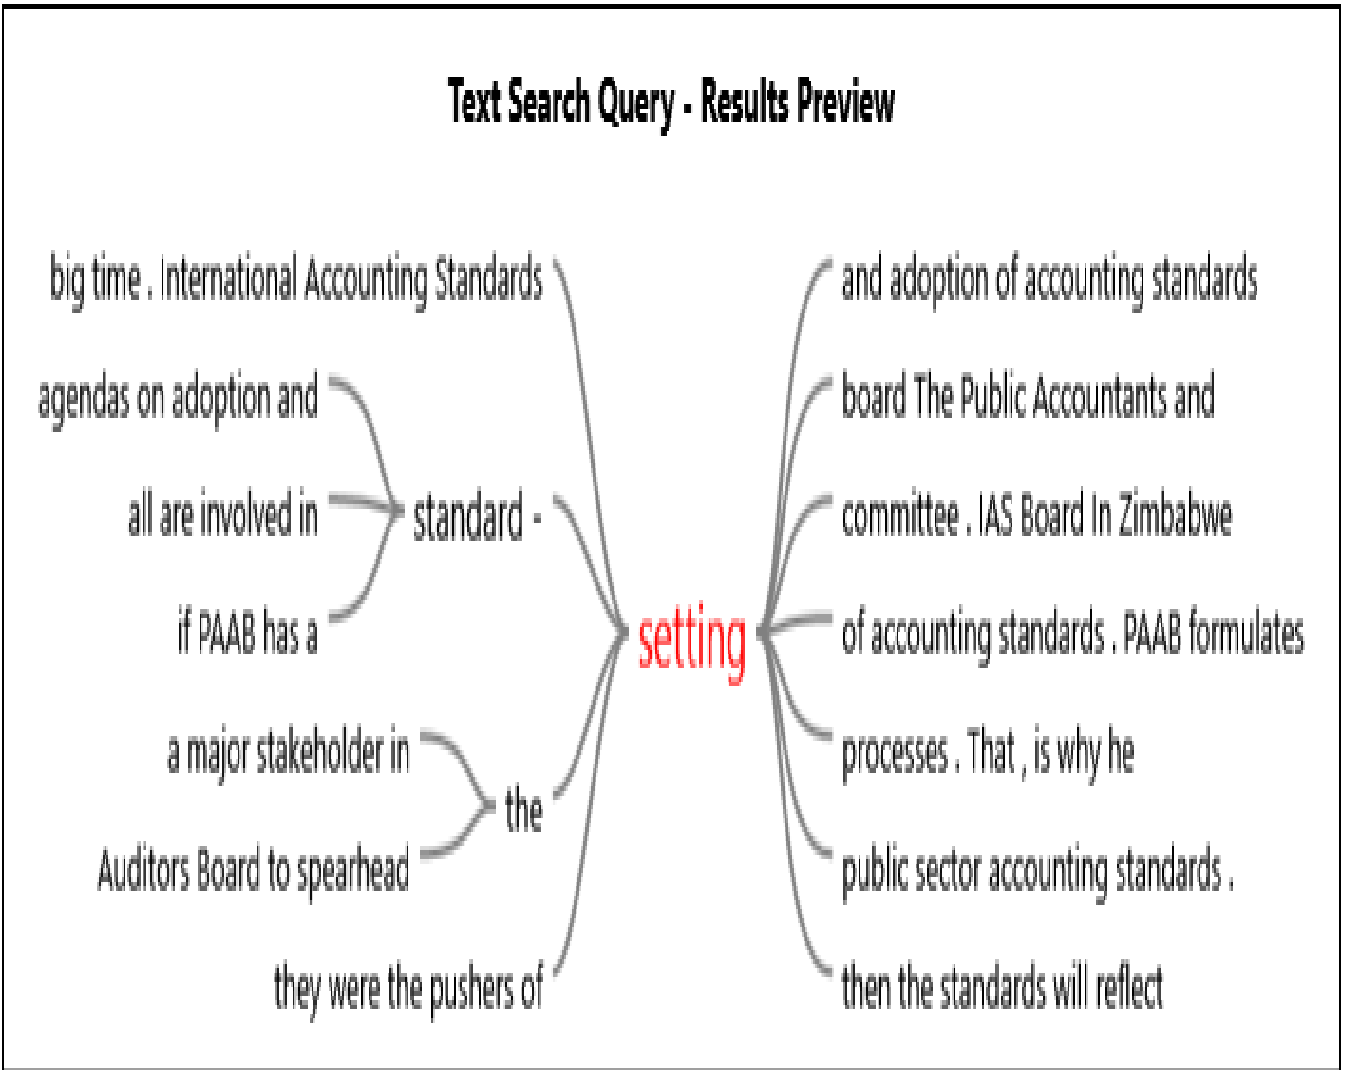 Text Search Query - Results Preview
big time . International Accounting Standards
agendas on adoption and
all are involved in
if PAAB has a
standard -
a major stakeholder in
Auditors Board to spearhead
the
they were the pushers of
setting
and adoption of accounting standards
board The Public Accountants and
committee . IAS Board In Zimbabwe
of accounting standards . PAAB formulates
processes . That , is why he
public sector accounting standards .
then the standards will reflect